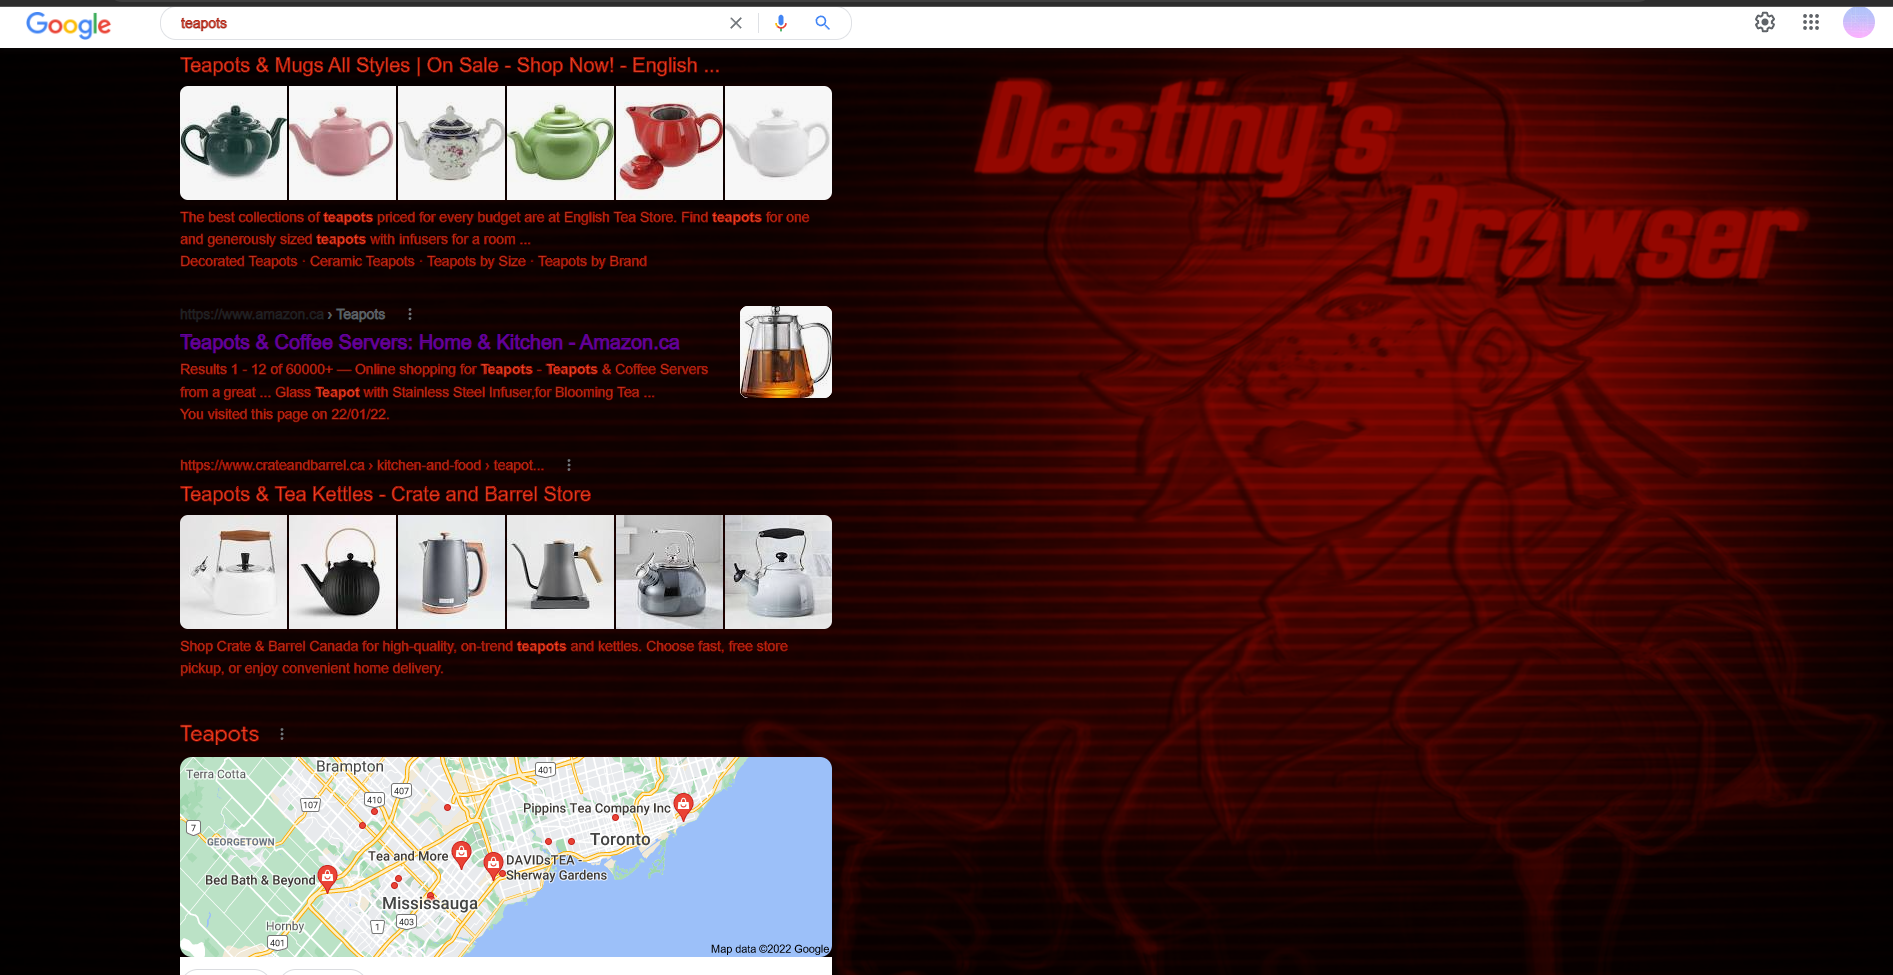 Google
teapots
Teapots & Mugs All Styles | On Sale - Shop Now! - English ...
The best collections of teapots priced for every budget are at English Tea Store. Find teapots for one
and generously sized teapots with infusers for a room ...
Decorated Teapots · Ceramic Teapots · Teapots by Size · Teapots by Brand
https://www.amazon.ca › Teapots
Teapots & Coffee Servers: Home & Kitchen - Amazon.ca
Results 1 - 12 of 60000+ — Online shopping for Teapots - Teapots & Coffee Servers
from a great ... Glass Teapot with Stainless Steel Infuser,for Blooming Tea ...
You visited this page on 22/01/22.
https://www.crateandbarrel.ca › kitchen-and-food › teapot...
Teapots & Tea Kettles - Crate and Barrel Store
Shop Crate & Barrel Canada for high-quality, on-trend teapots and kettles. Choose fast, free store
pickup, or enjoy convenient home delivery.
Teapots
Terra Cotta
Brampton
401
407
410
107
Pippins Tea Company Inc
7
GEORGETOWN
Toronto
Tea and More
DAVIDsTEA -
Sherway Gardens
Bed Bath & Beyond
Mississauga
403
1
Hornby
401
Map data ©2022 Google
Destiny's
Browser